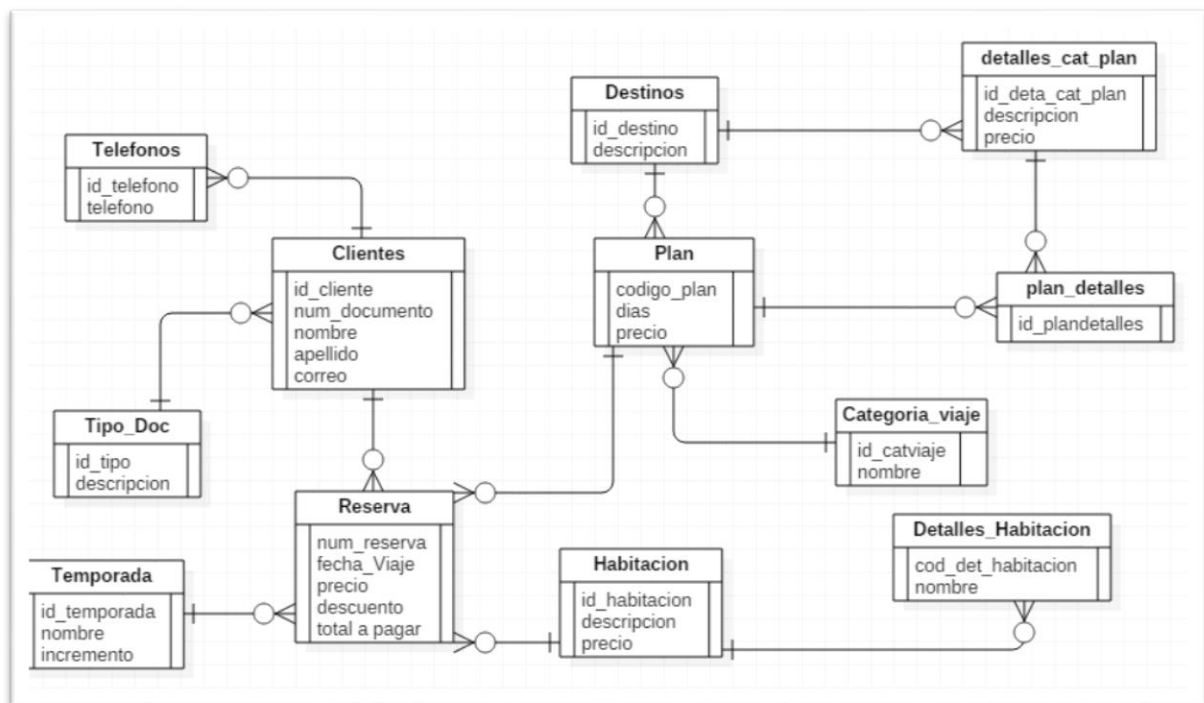 detalles_cat_plan
id_deta_cat_plan
descripcion
precio
Destinos
id_destino
descripcion
Telefonos
id_telefono
telefono
Clientes
id_cliente
num_documento
nombre
apellido
correo
Plan
codigo_plan
dias
precio
plan_detalles
id_plandetalles
Tipo_Doc
id_tipo
descripcion
Categoria_viaje
id_catviaje
nombre
Reserva
num_reserva
fecha_Viaje
precio
descuento
total a pagar
Detalles_Habitacion
cod_det_habitacion
nombre
Habitacion
id_habitacion
descripcion
precio
Temporada
id_temporada
nombre
incremento